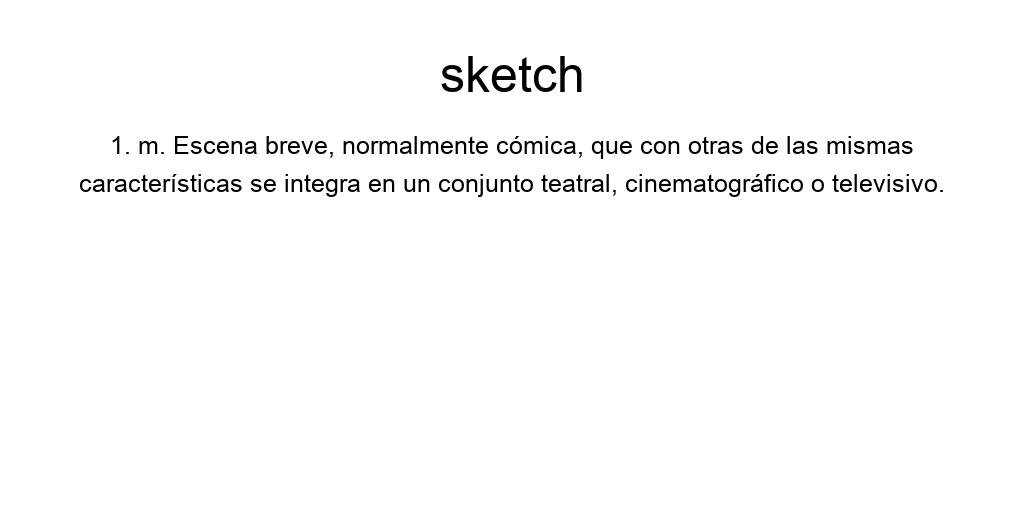 sketch
1. m. Escena breve, normalmente cómica, que con otras de las mismas
características se integra en un conjunto teatral, cinematográfico o televisivo.